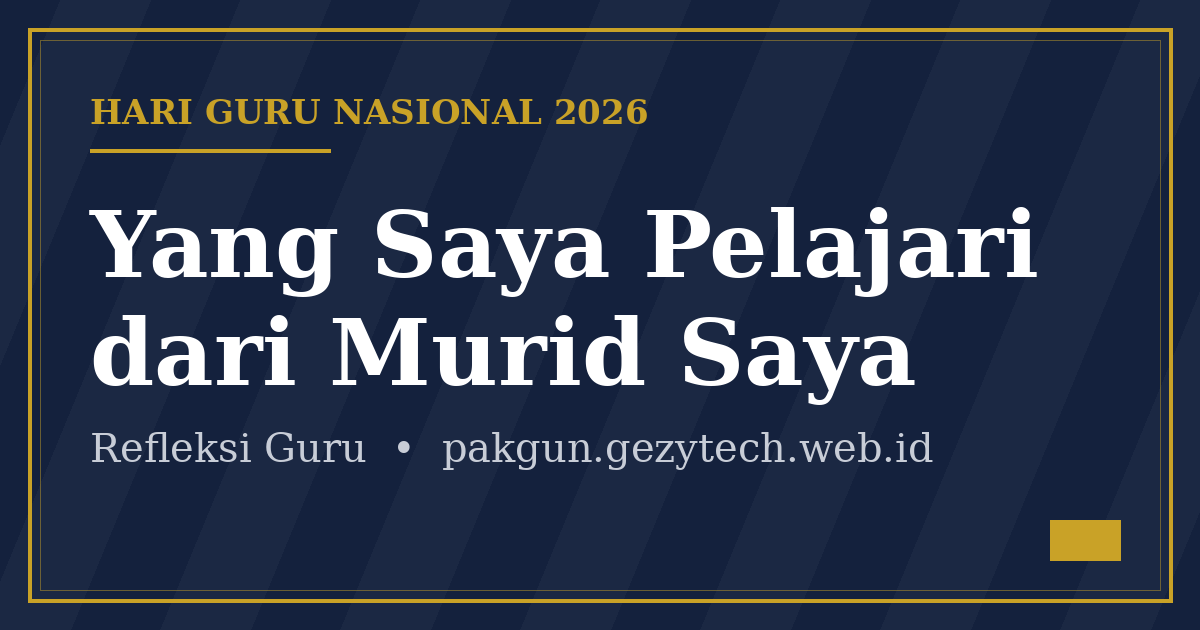 HARI GURU NASIONAL 2026
Yang Saya Pelajari
dari Murid Saya
Refleksi Guru • pakgun.gezytech.web.id